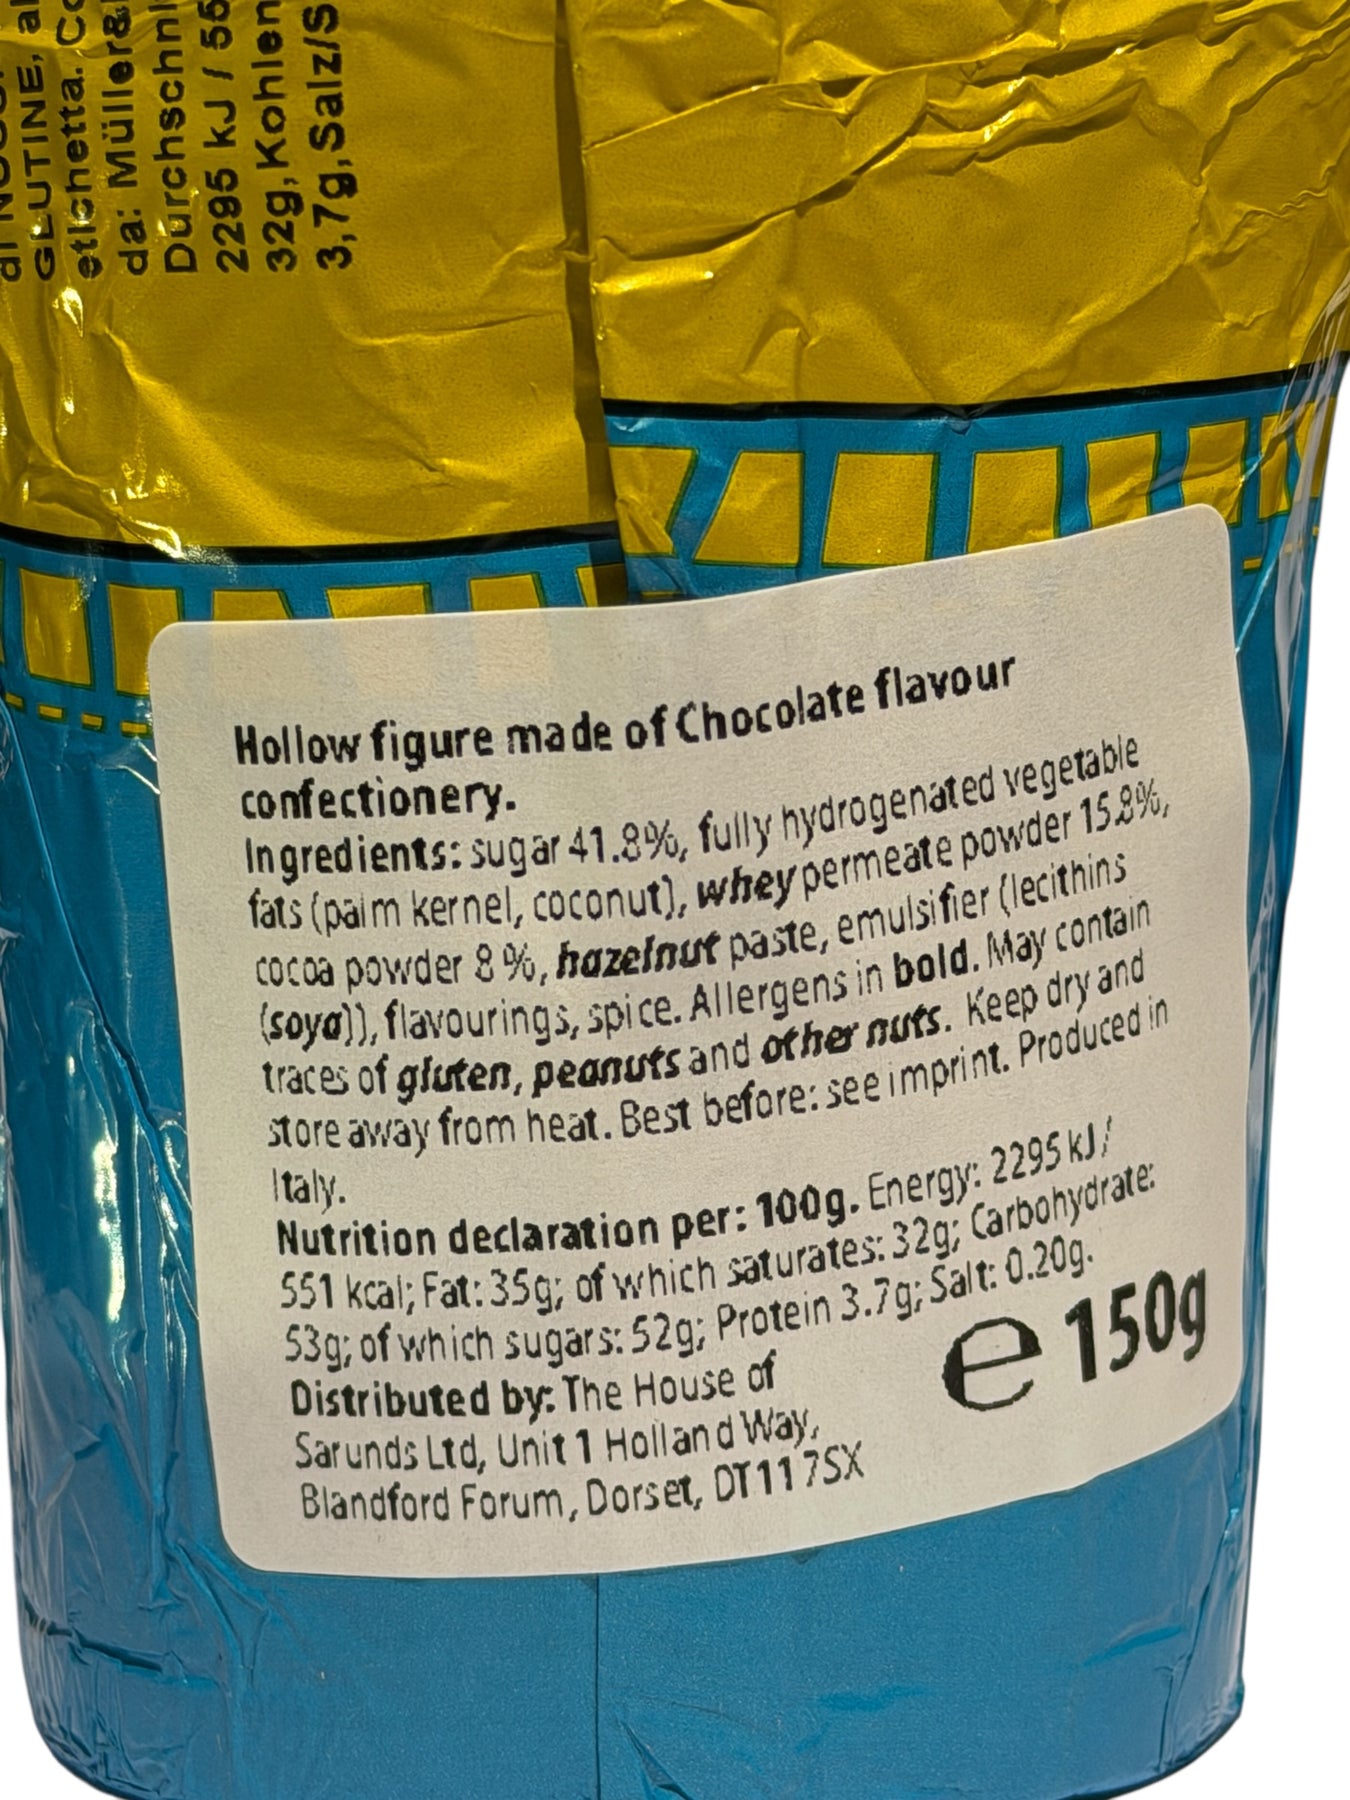 GLUTINE,
etichetta.
da: Müller&
2295 kJ / 55
32g, Kohlen
3,7g, Salz/S
Hollow figure made of Chocolate flavour
confectionery.
Ingredients: sugar 41.8%, fully hydrogenated vegetable
fats (palm kernel, coconut), whey permeate powder 15.8%,
cocoa powder 8%, hazelnut paste, emulsifier (lecithins
(soya)), flavourings, spice. Allergens in bold. May contain
traces of gluten, peanuts and other nuts. Keep dry and
store away from heat. Best before: see imprint. Produced in
Italy.
Nutrition declaration per: 100g. Energy: 2295 kJ/
551 kcal; Fat: 35g; of which saturates: 32g; Carbohydrate:
53g; of which sugars: 52g; Protein 3.7g; Salt: 0.20g.
Distributed by: The House of
Sarunds Ltd, Unit 1 Holland Way,
Blandford Forum, Dorset, DT11 7SX
e 150g